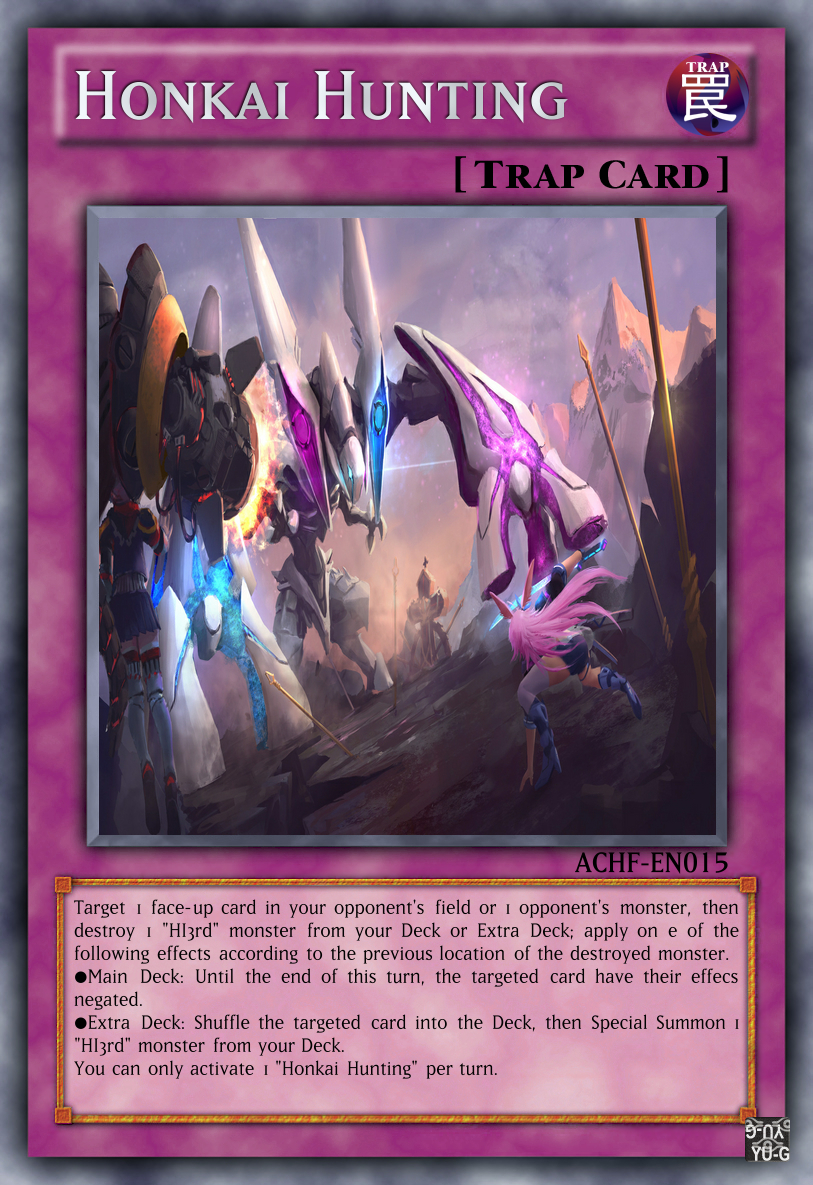 Honkai Hunting
TRAP
罠
[Trap Card]
ACHF-EN015
Target 1 face-up card in your opponent's field or 1 opponent's monster, then
destroy 1 "HI3rd" monster from your Deck or Extra Deck; apply on e of the
following effects according to the previous location of the destroyed monster.
●Main Deck: Until the end of this turn, the targeted card have their effecs
negated.
●Extra Deck: Shuffle the targeted card into the Deck, then Special Summon 1
"HI3rd" monster from your Deck.
You can only activate 1 "Honkai Hunting" per turn.
YU-G
YU-G